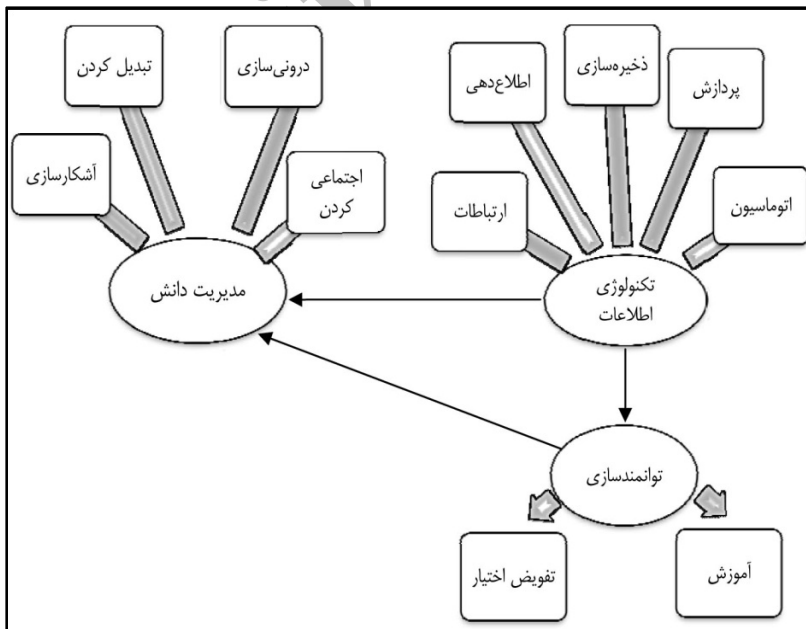 درونی‌سازی
تبدیل کردن
آشکارسازی
اجتماعی
کردن
مدیریت دانش
پردازش
ذخیره‌سازی
اطلاع‌دهی
اتوماسیون
ارتباطات
تکنولوژی
اطلاعات
توانمندسازی
آموزش
تفویض اختیار